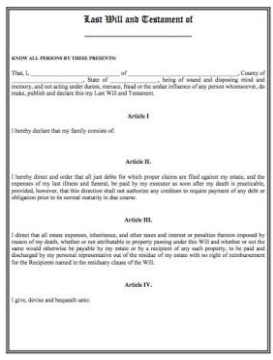 Last Will and Testament of
KNOW ALL PERSONS BY THESE PRESENTS:
That, I, of , County of
, State of , being of sound and disposing mind and
memory, and not acting under duress, menace, fraud or the undue influence of any person whomsoever, do
make, publish and declare this my Last Will and Testament.
Article I
I hereby declare that my family consists of:
Article II.
I hereby direct and order that all just debts for which proper claims are filed against my estate, and the
expenses of my last illness and funeral, be paid by my executor as soon after my death is practicable,
provided, however, that this direction shall not authorize any creditors to require payment of any debt or
obligation prior to its normal maturity in due course.
Article III.
I direct that all estate expenses, inheritance, and other taxes and interest or penalties thereon imposed by
reason of my death, whether or not attributable to property passing under this Will and whether or not the
same would otherwise be payable by my estate or by a recipient of any such property, to be paid and
discharged by my personal representative out of the residue of my estate with no right of reimbursement
for the Recipients named in the residuary clause of the Will.
Article IV.
I give, devise and bequeath unto: